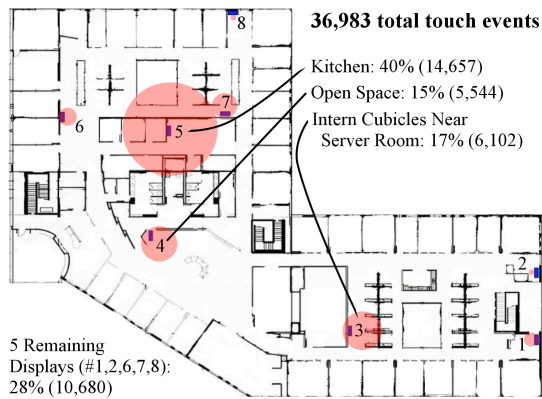 36,983 total touch events
8
Kitchen: 40% (14,657)
Open Space: 15% (5,544)
Intern Cubicles Near
Server Room: 17% (6,102)
7
6
5
4
2
3
1
5 Remaining
Displays (#1,2,6,7,8):
28% (10,680)